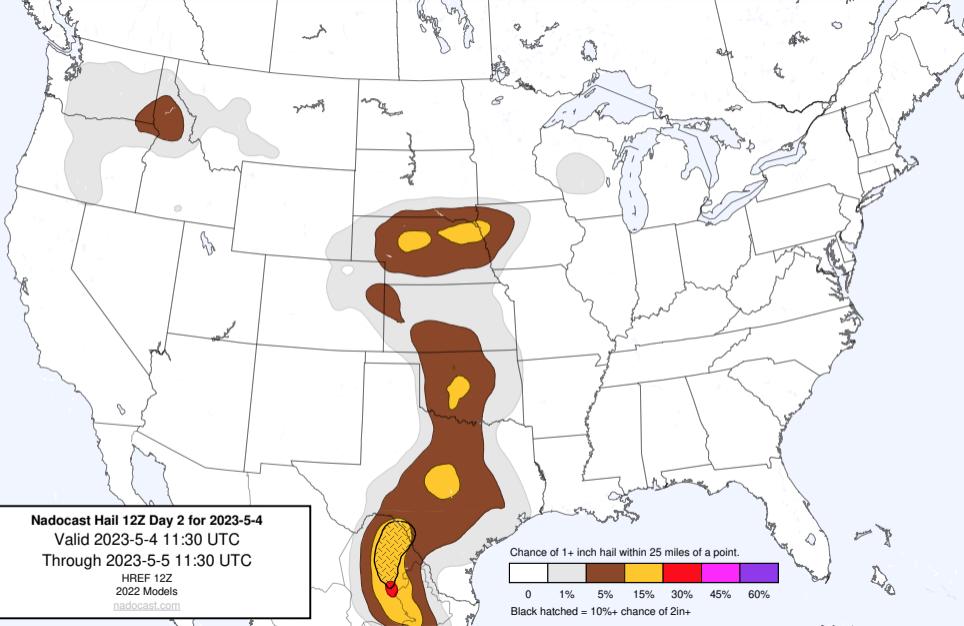 Nadocast Hail 12Z Day 2 for 2023-5-4
Valid 2023-5-4 11:30 UTC
Through 2023-5-5 11:30 UTC
HREF 12Z
2022 Models
nadocast.com
Chance of 1+ inch hail within 25 miles of a point.
0 1% 5% 15% 30% 45% 60%
Black hatched = 10%+ chance of 2in+